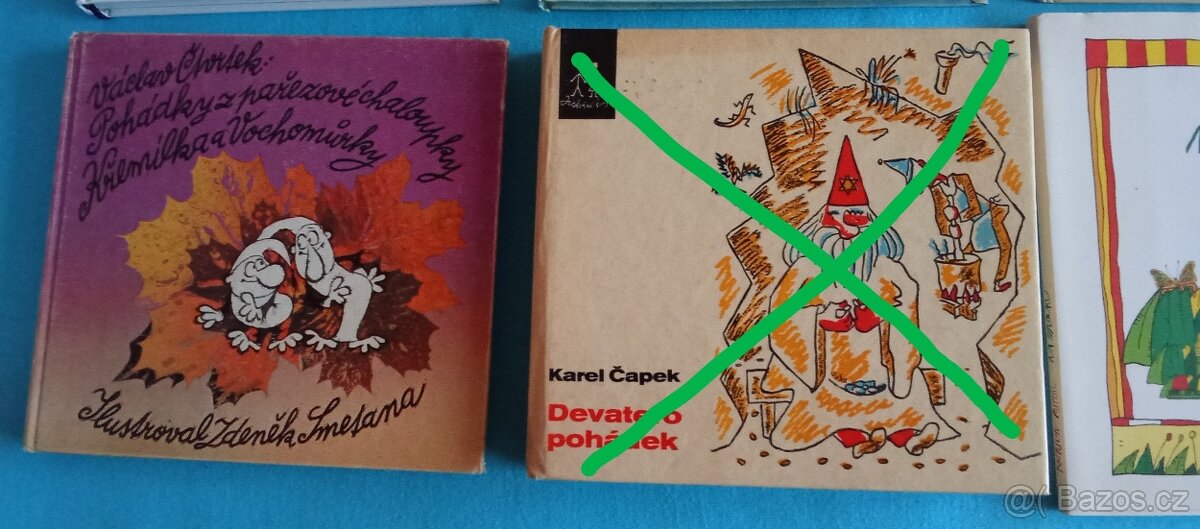 Václav Čtvrtek:
Pohádky z pařezové chaloupky
Křemílka a Vochomůrky
Ilustroval Zdeněk Smetana
Karel Čapek
Devatero
pohádek
@( Bazos.cz